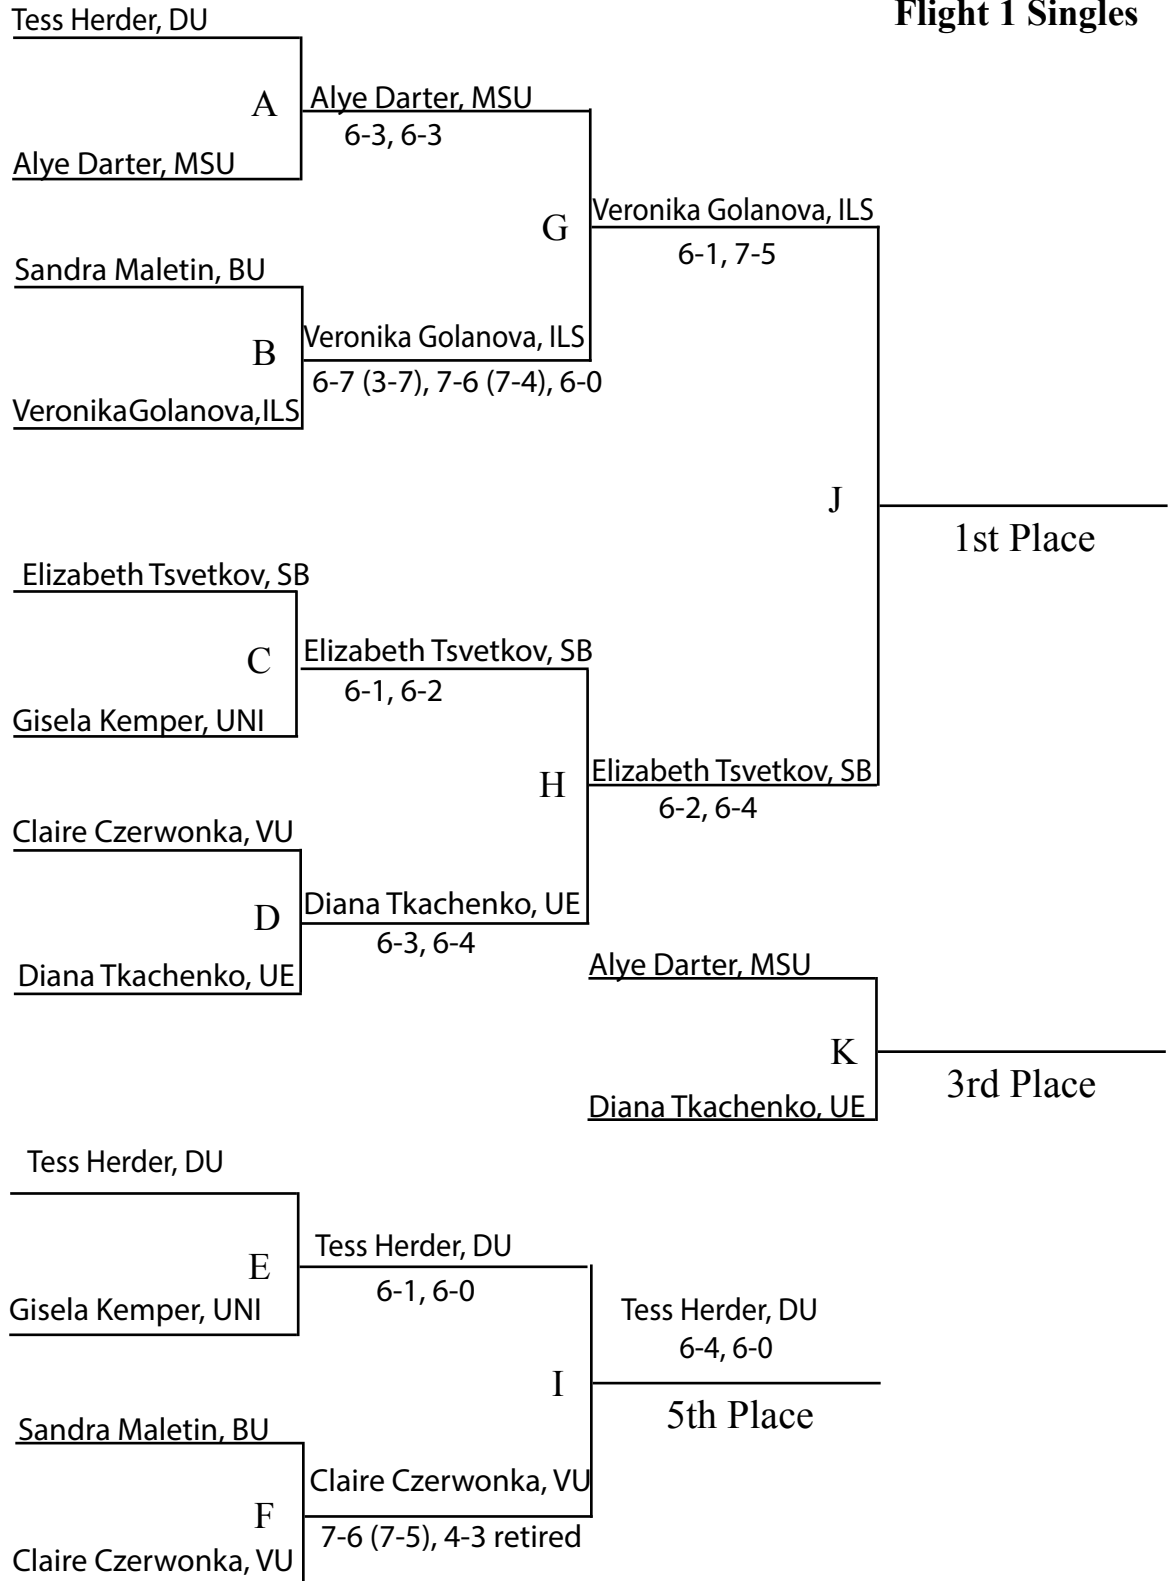 Flight 1 Singles
Tess Herder, DU
A
Alye Darter, MSU
6-3, 6-3
Alye Darter, MSU
G
Veronika Golanova, ILS
6-1, 7-5
Sandra Maletin, BU
B
Veronika Golanova, ILS
6-7 (3-7), 7-6 (7-4), 6-0
Veronika Golanova, ILS
J
1st Place
Elizabeth Tsvetkov, SB
C
Elizabeth Tsvetkov, SB
6-1, 6-2
Gisela Kemper, UNI
H
Elizabeth Tsvetkov, SB
6-2, 6-4
Claire Czerwonka, VU
D
Diana Tkachenko, UE
6-3, 6-4
Diana Tkachenko, UE
Alye Darter, MSU
K
3rd Place
Diana Tkachenko, UE
Tess Herder, DU
E
Tess Herder, DU
6-1, 6-0
Gisela Kemper, UNI
Tess Herder, DU
6-4, 6-0
I
5th Place
Sandra Maletin, BU
F
Claire Czerwonka, VU
7-6 (7-5), 4-3 retired
Claire Czerwonka, VU